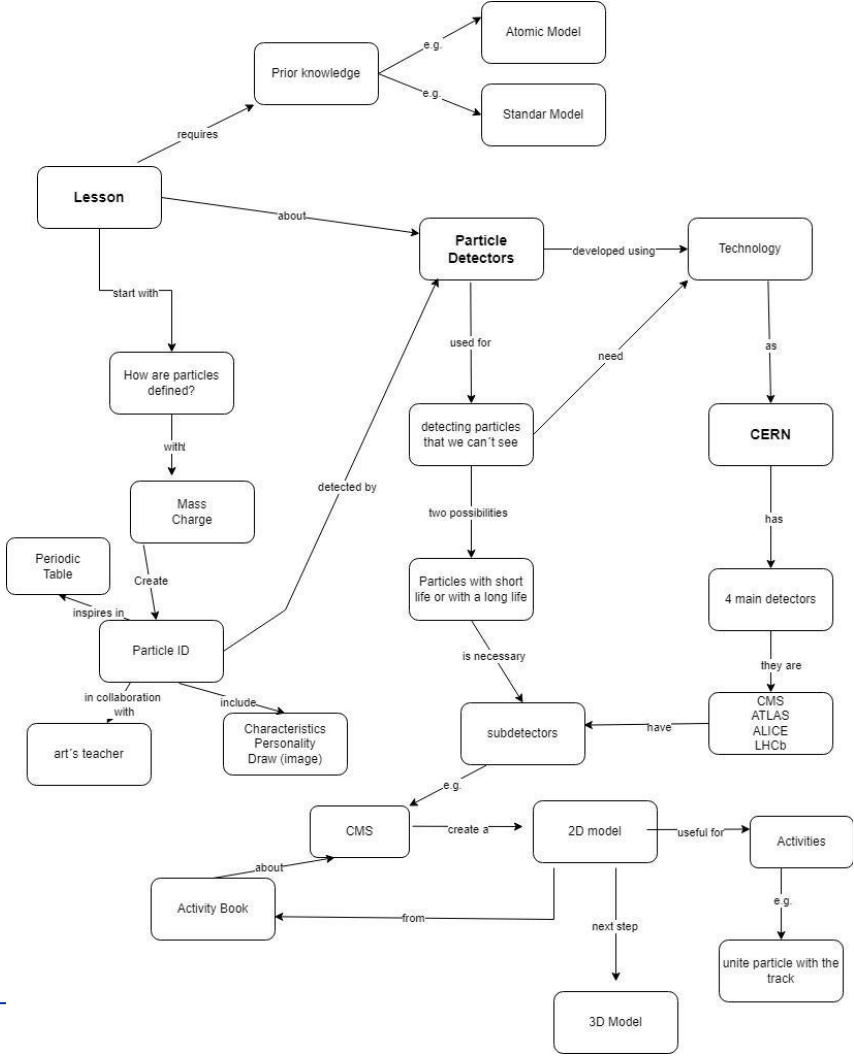 Atomic Model
e.g.
Prior knowledge
e.g.
Standar Model
requires
Lesson
about
Particle
Detectors
developed using
Technology
start with
used for
need
as
How are particles
defined?
detecting particles
that we can´t see
CERN
with
detected by
Mass
Charge
two possibilities
has
Periodic
Table
Create
Particles with short
life or with a long life
4 main detectors
inspires in
Particle ID
is necessary
they are
in collaboration
with
include
CMS
ATLAS
ALICE
LHCb
have
subdetectors
art´s teacher
Characteristics
Personality
Draw (image)
e.g.
CMS
create a
2D model
useful for
Activities
about
Activity Book
from
next step
e.g.
unite particle with the
track
3D Model